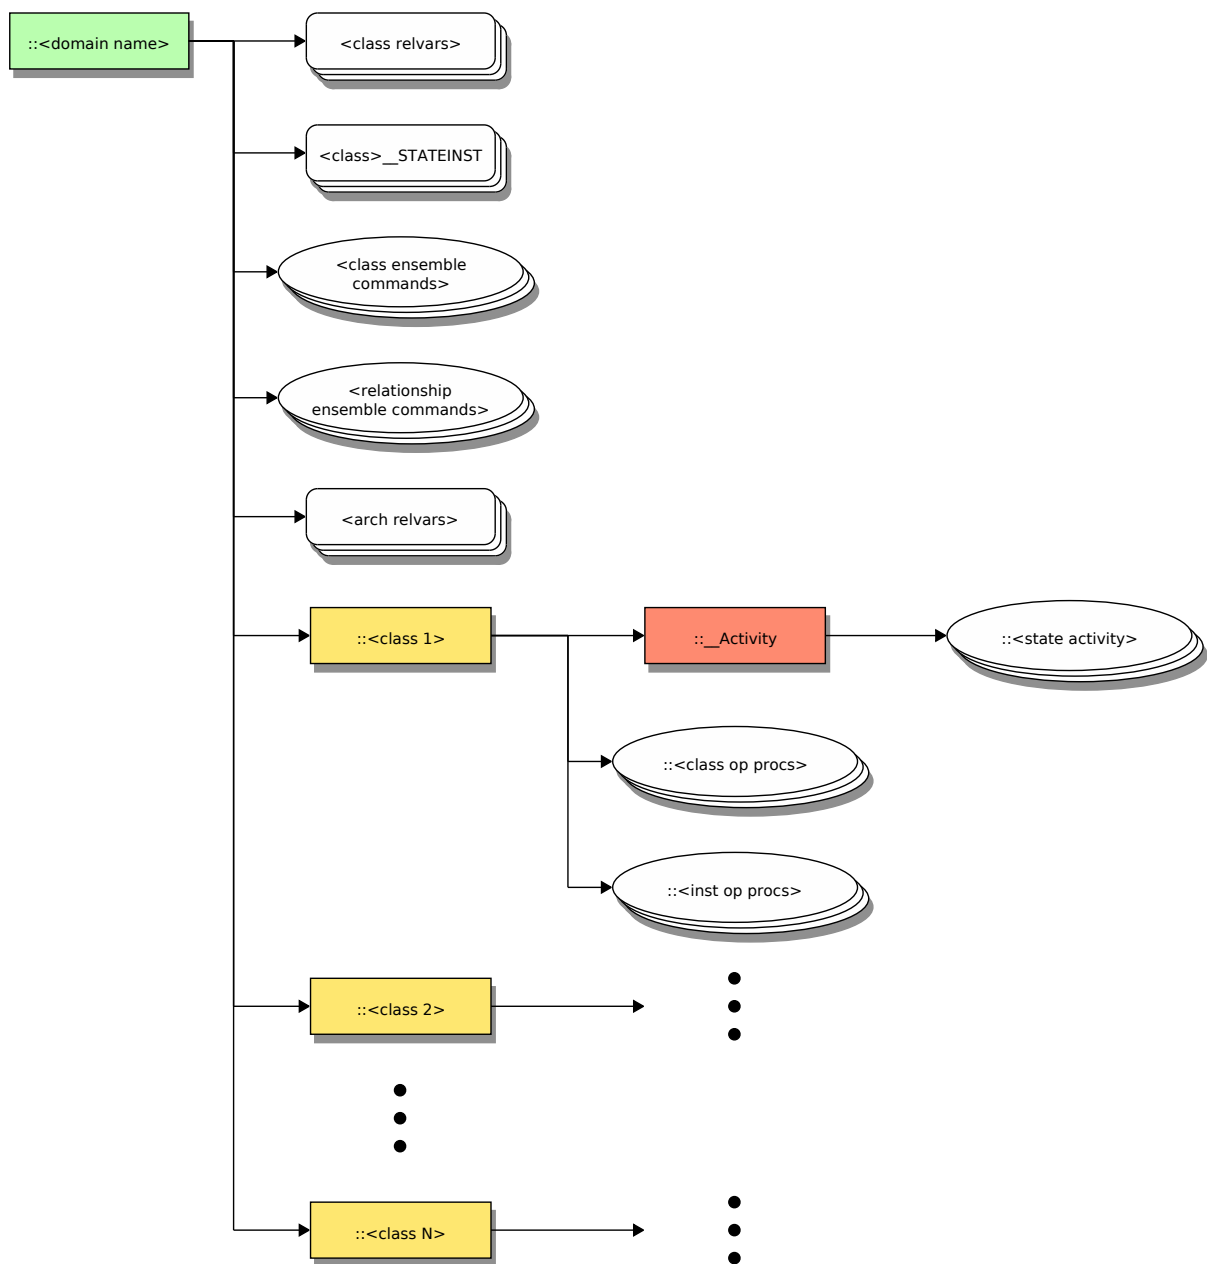 ::<domain name>
<class relvars>
<class>__STATEINST
<class ensemble
commands>
<relationship
ensemble commands>
<arch relvars>
::<class 1>
::__Activity
::<state activity>
::<class op procs>
::<inst op procs>
::<class 2>
::<class N>